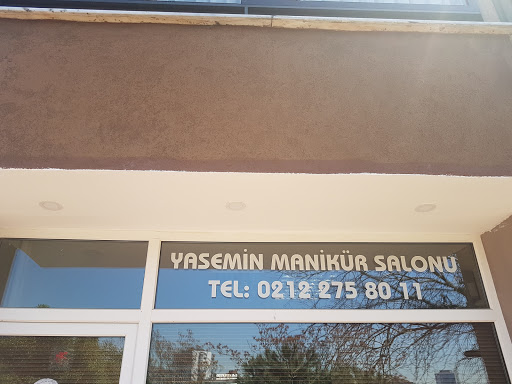 YASEMİN MANİKÜR SALONU
TEL: 0212 275 80 11